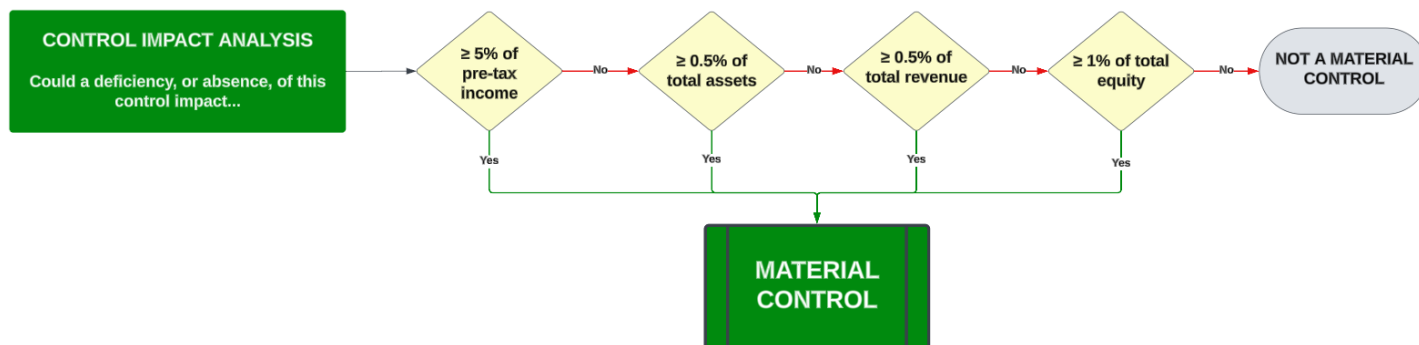 CONTROL IMPACT ANALYSIS
Could a deficiency, or absence, of this
control impact...
≥ 5% of
pre-tax
income
No
≥ 0.5% of
total assets
No
≥ 0.5% of
total revenue
No
≥ 1% of total
equity
No
NOT A MATERIAL
CONTROL
Yes
Yes
Yes
Yes
MATERIAL
CONTROL